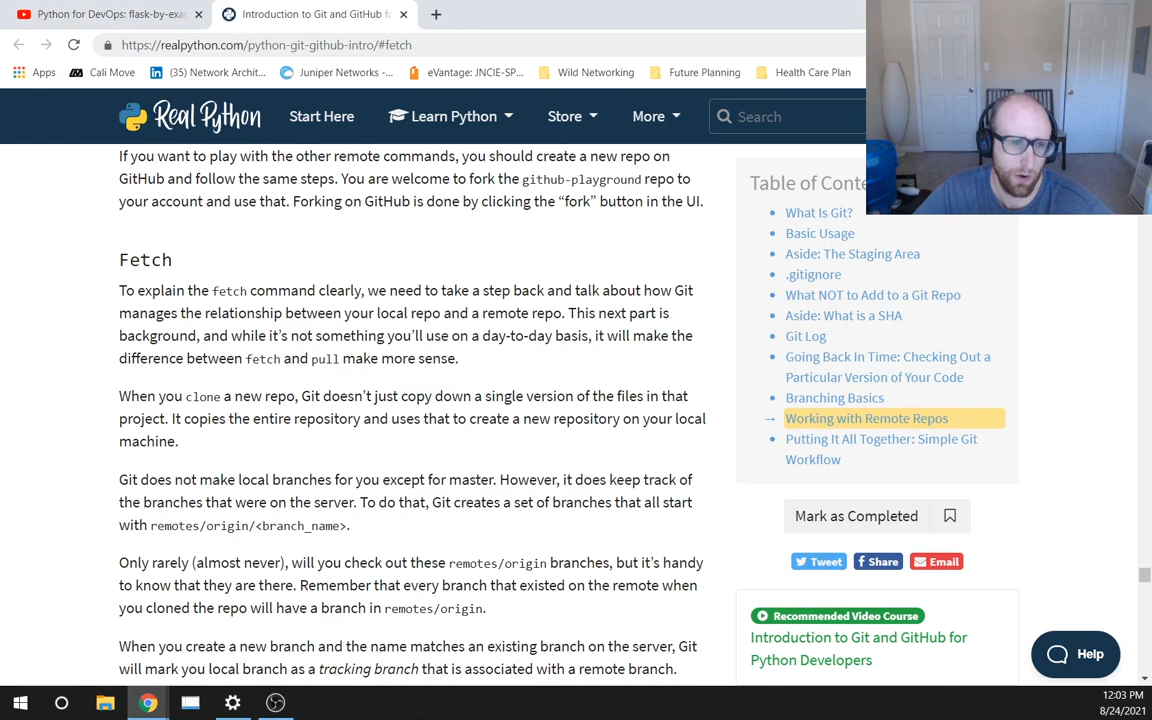 Python for DevOps: flask-by-exa
Introduction to Git and GitHub fo
https://realpython.com/python-git-github-intro/#fetch
Apps
Cali Move
(35) Network Archit...
Juniper Networks -...
eVantage: JNCIE-SP...
Wild Networking
Future Planning
Health Care Plan
Real Python
Start Here
Learn Python
Store
More
Search
If you want to play with the other remote commands, you should create a new repo on
GitHub and follow the same steps. You are welcome to fork the github-playground repo to
your account and use that. Forking on GitHub is done by clicking the “fork” button in the UI.
Fetch
To explain the fetch command clearly, we need to take a step back and talk about how Git
manages the relationship between your local repo and a remote repo. This next part is
background, and while it’s not something you’ll use on a day-to-day basis, it will make the
difference between fetch and pull make more sense.
When you clone a new repo, Git doesn’t just copy down a single version of the files in that
project. It copies the entire repository and uses that to create a new repository on your local
machine.
Git does not make local branches for you except for master. However, it does keep track of
the branches that were on the server. To do that, Git creates a set of branches that all start
with remotes/origin/<branch_name>.
Only rarely (almost never), will you check out these remotes/origin branches, but it’s handy
to know that they are there. Remember that every branch that existed on the remote when
you cloned the repo will have a branch in remotes/origin.
When you create a new branch and the name matches an existing branch on the server, Git
will mark you local branch as a tracking branch that is associated with a remote branch.
Table of Conte
What Is Git?
Basic Usage
Aside: The Staging Area
.gitignore
What NOT to Add to a Git Repo
Aside: What is a SHA
Git Log
Going Back In Time: Checking Out a
Particular Version of Your Code
Branching Basics
→ Working with Remote Repos
Putting It All Together: Simple Git
Workflow
Mark as Completed
Tweet
Share
Email
Recommended Video Course
Introduction to Git and GitHub for
Python Developers
Help
12:03 PM
8/24/2021